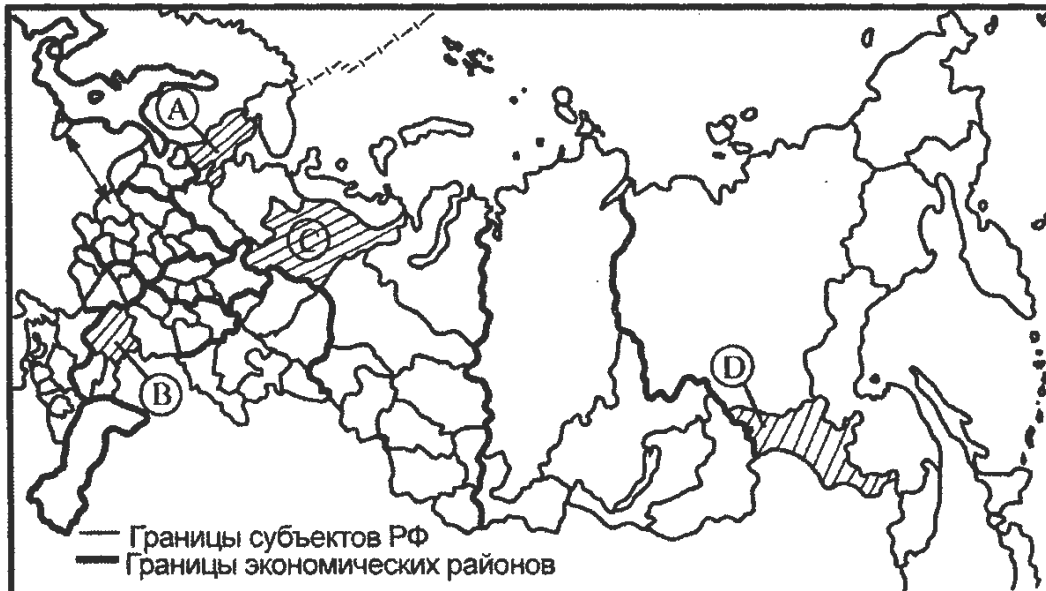 A
C
D
B
Границы субъектов РФ
Границы экономических районов